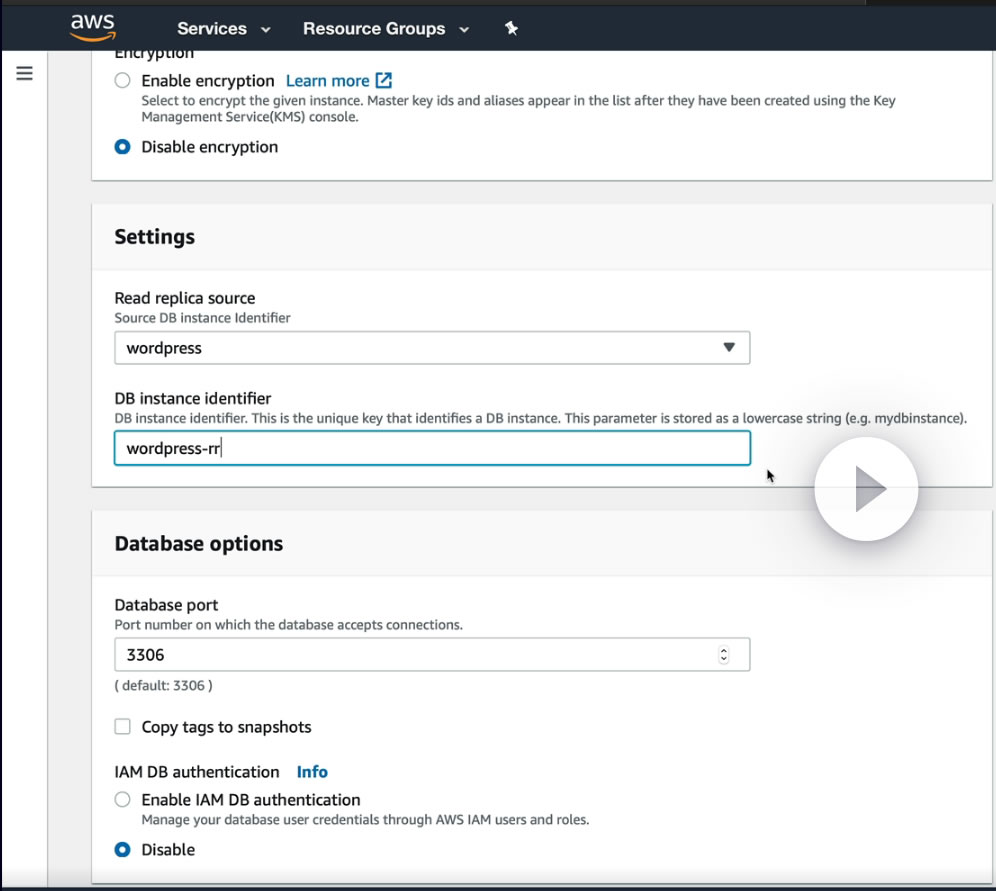 aws Services Resource Groups
Encryption
Enable encryption Learn more
Select to encrypt the given instance. Master key ids and aliases appear in the list after they have been created using the Key
Management Service(KMS) console.
Disable encryption
Settings
Read replica source
Source DB instance Identifier
wordpress
DB instance identifier
DB instance identifier. This is the unique key that identifies a DB instance. This parameter is stored as a lowercase string (e.g. mydbinstance).
wordpress-rr
Database options
Database port
Port number on which the database accepts connections.
3306
( default: 3306 )
Copy tags to snapshots
IAM DB authentication Info
Enable IAM DB authentication
Manage your database user credentials through AWS IAM users and roles.
Disable